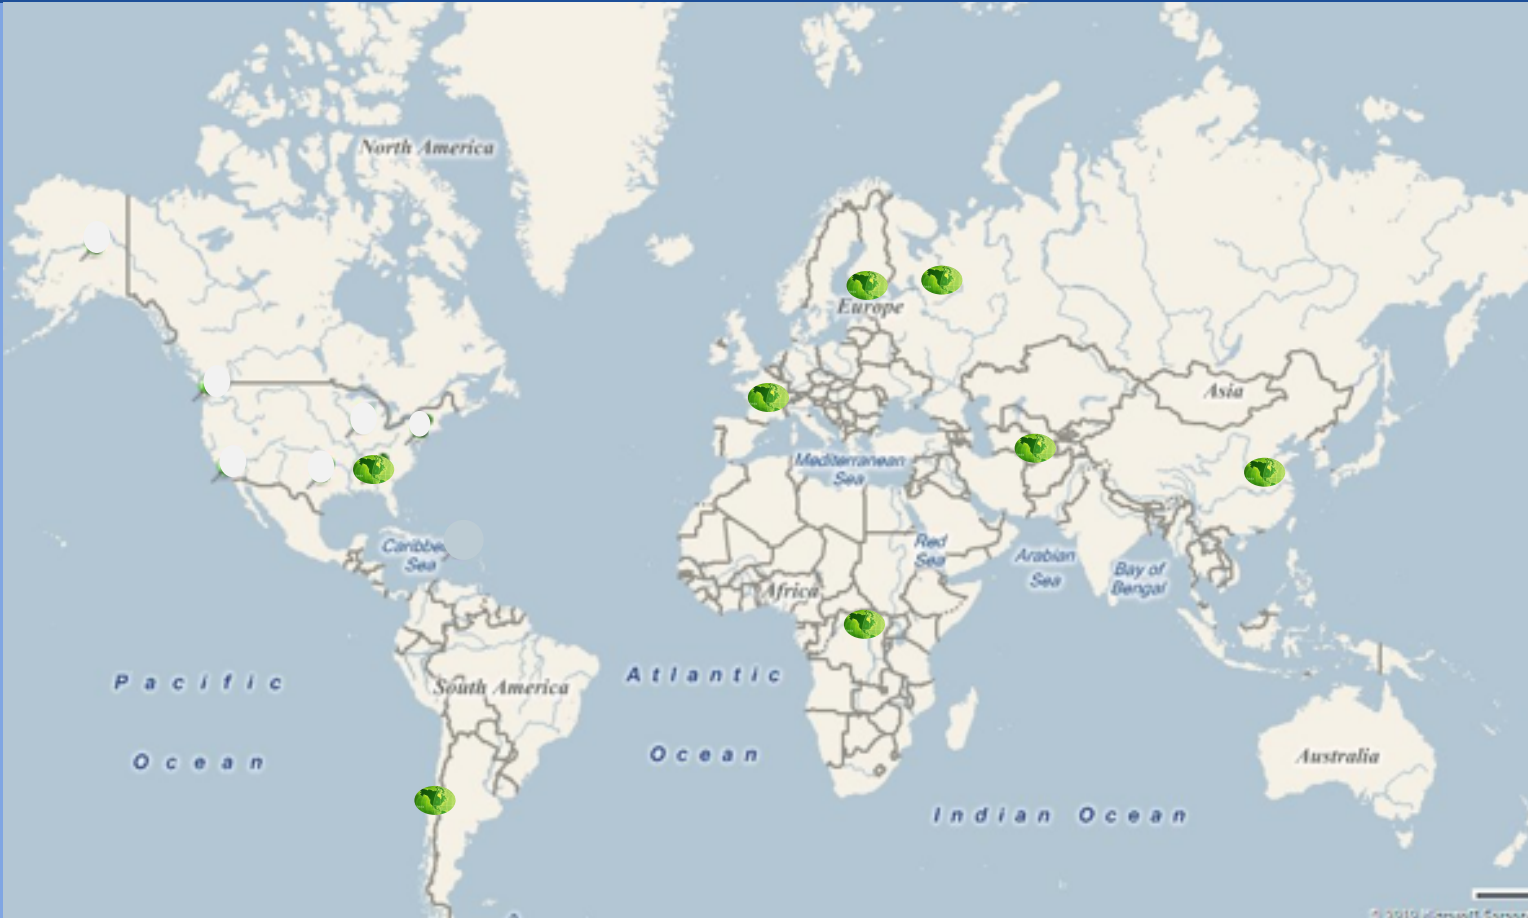 North America
Europe
Asia
Mediterranean
Sea
Caribbe
Sea
Red
Sea
Arabian
Sea
Bay of
Bengal
Africa
Pacific
Ocean
South America
Atlantic
Ocean
Australia
Indian Ocean